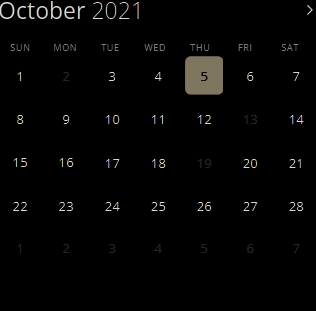 October 2021 >
SUN MON TUE WED THU FRI SAT
1 2 3 4 5 6 7
8 9 10 11 12 13 14
15 16 17 18 19 20 21
22 23 24 25 26 27 28
1 2 3 4 5 6 7